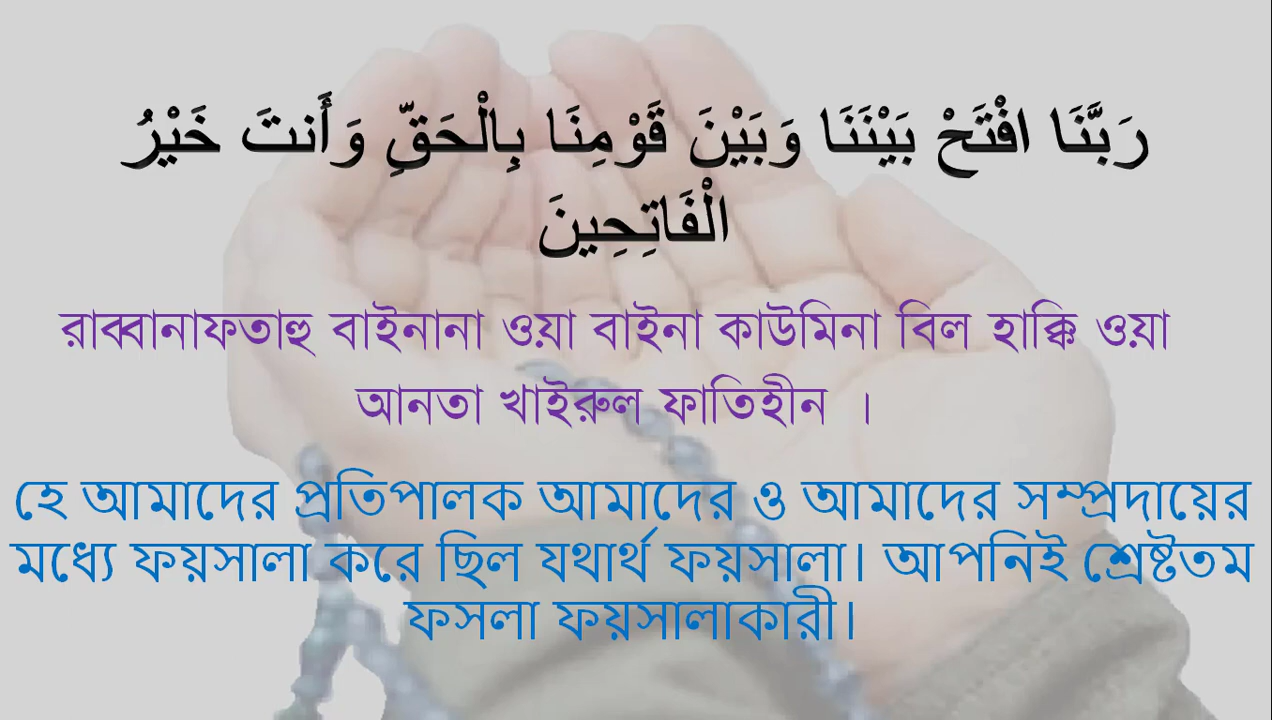 رَبَّنَا افْتَحْ بَيْنَنَا وَبَيْنَ قَوْمِنَا بِالْحَقِّ وَأَنتَ خَيْرُ
الْفَاتِحِينَ
রাব্বানাফতাহু বাইনানা ওয়া বাইনা কাউমিনা বিল হাক্কি ওয়া
আনতা খাইরুল ফাতিহীন ।
হে আমাদের প্রতিপালক আমাদের ও আমাদের সম্প্রদায়ের
মধ্যে ফয়সালা করে ছিল যথার্থ ফয়সালা। আপনিই শ্রেষ্টতম
ফসলা ফয়সালাকারী।